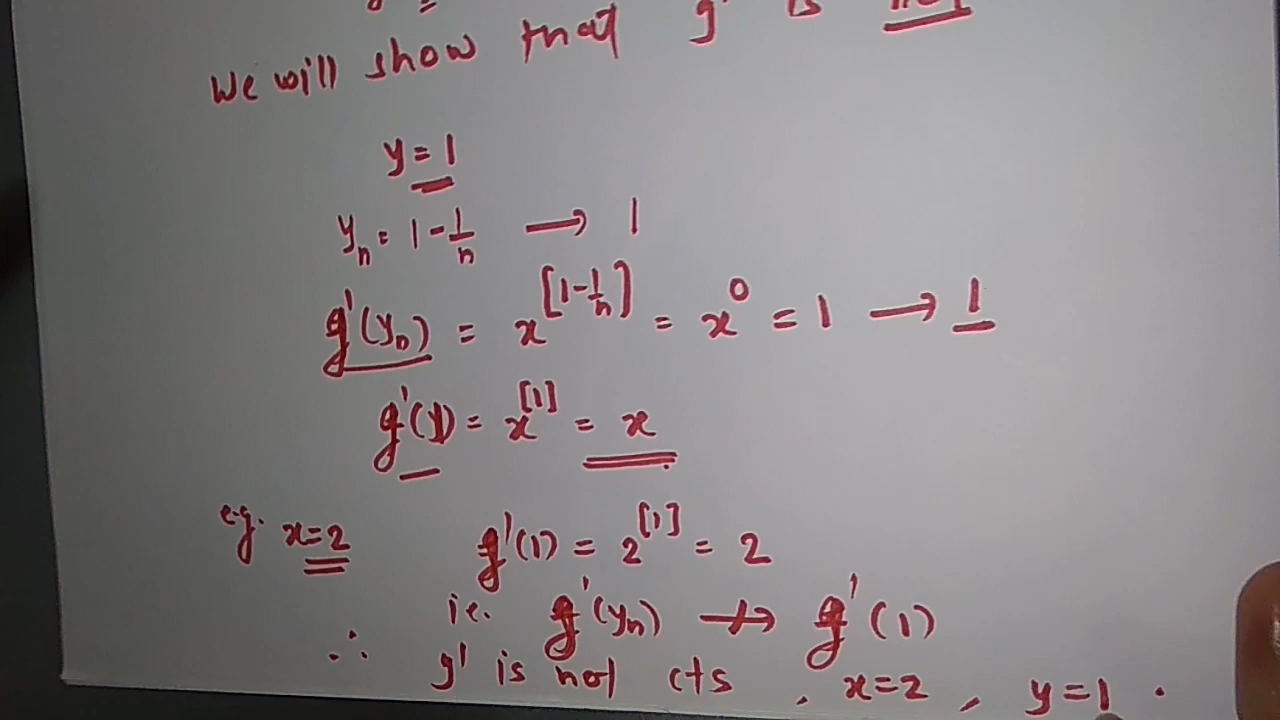 We will show that g' is not
y = 1
yₙ = 1 - 1/n → 1
g'(yₙ) = x^[1-1/n] = x^0 = 1 → 1
g'(y) = x^[1] = x
e.g. x=2 g'(1) = 2^[1] = 2
i.e. g'(yₙ) ↛ g'(1)
∴ g' is not cts , x=2 , y=1 .